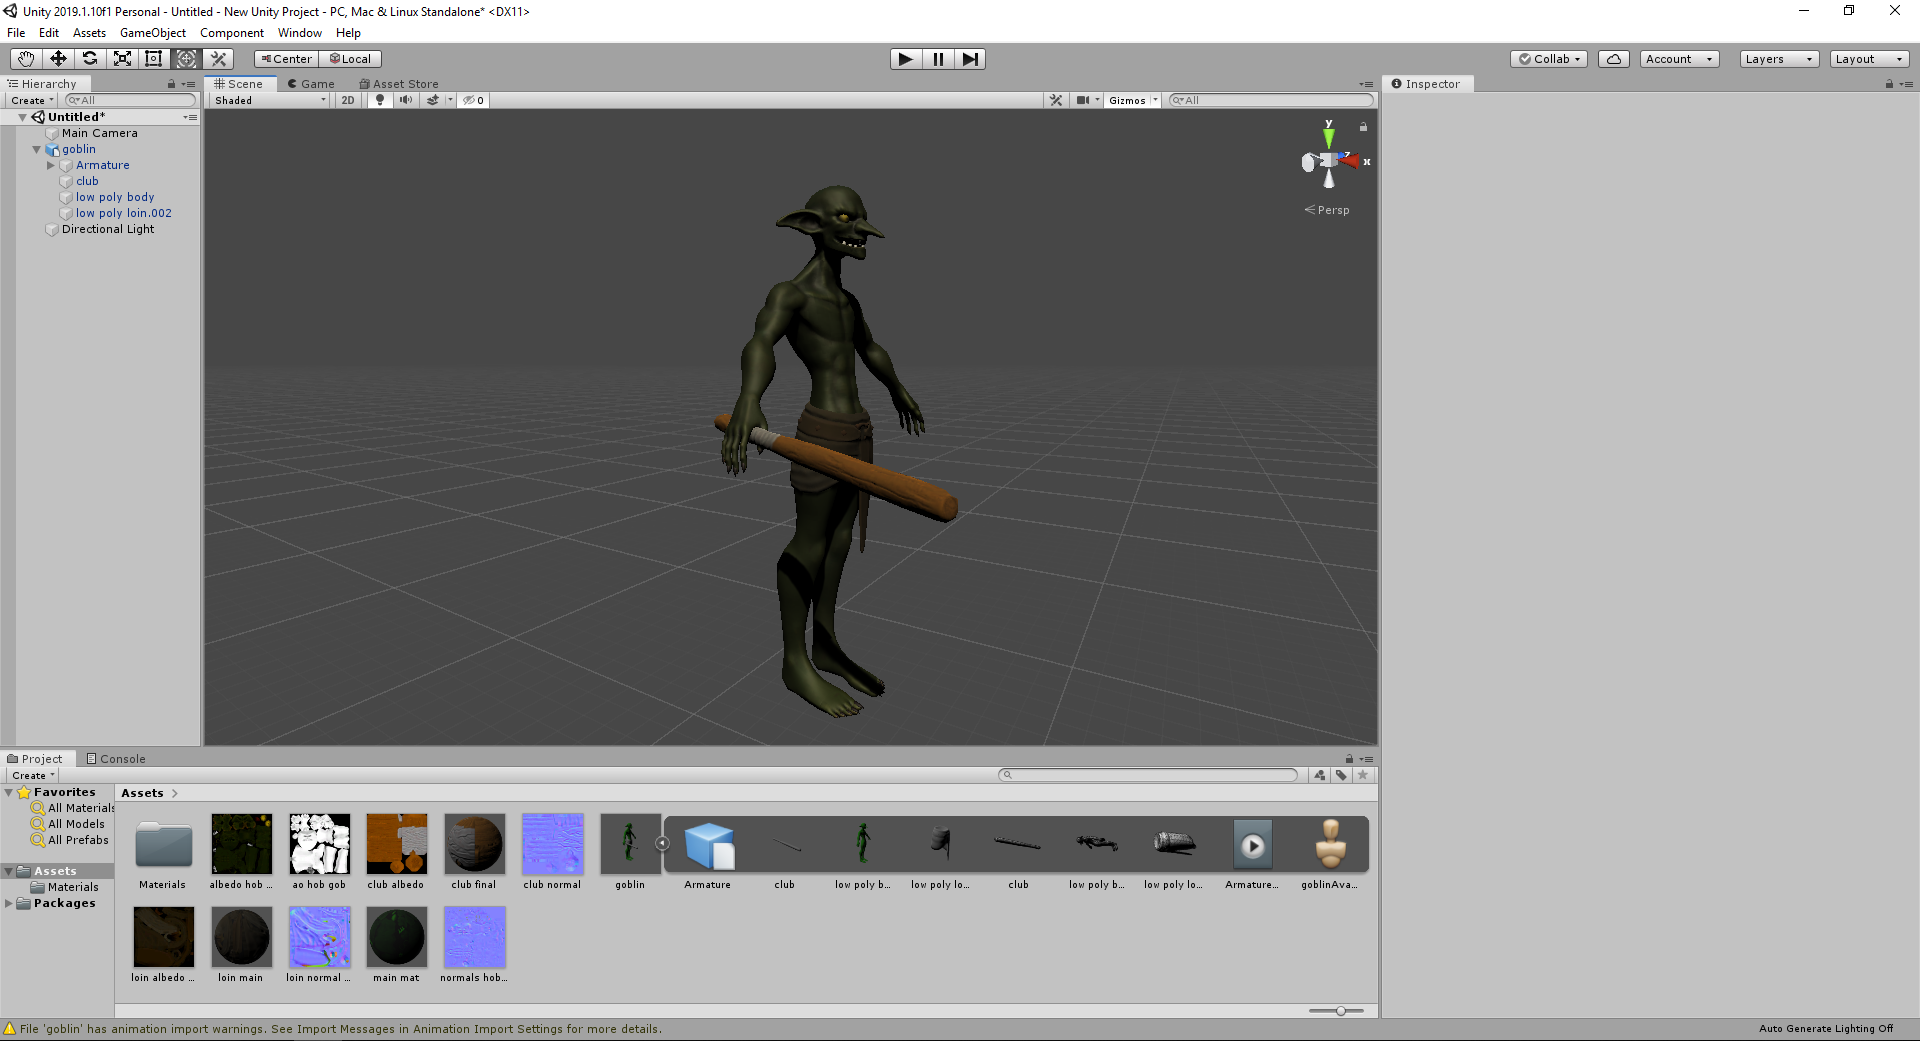 Unity 2019.1.10f1 Personal - Untitled - New Unity Project - PC, Mac & Linux Standalone* <DX11>
File Edit Assets GameObject Component Window Help
Center Local Collab Account Layers Layout
Hierarchy
Create All
Untitled*
Main Camera
goblin
Armature
club
low poly body
low poly loin.002
Directional Light
Scene Game Asset Store
Shaded 2D 0 Gizmos All
y
z
x
Persp
Inspector
Project Console
Create
Favorites
All Materials
All Models
All Prefabs
Assets
Materials
Packages
Assets
Materials albedo hob ... ao hob gob club albedo club final club normal goblin Armature club low poly b... low poly lo... club low poly b... low poly lo... Armature... goblinAva...
loin albedo ... loin main loin normal ... main mat normals hob...
File 'goblin' has animation import warnings. See Import Messages in Animation Import Settings for more details.
Auto Generate Lighting Off